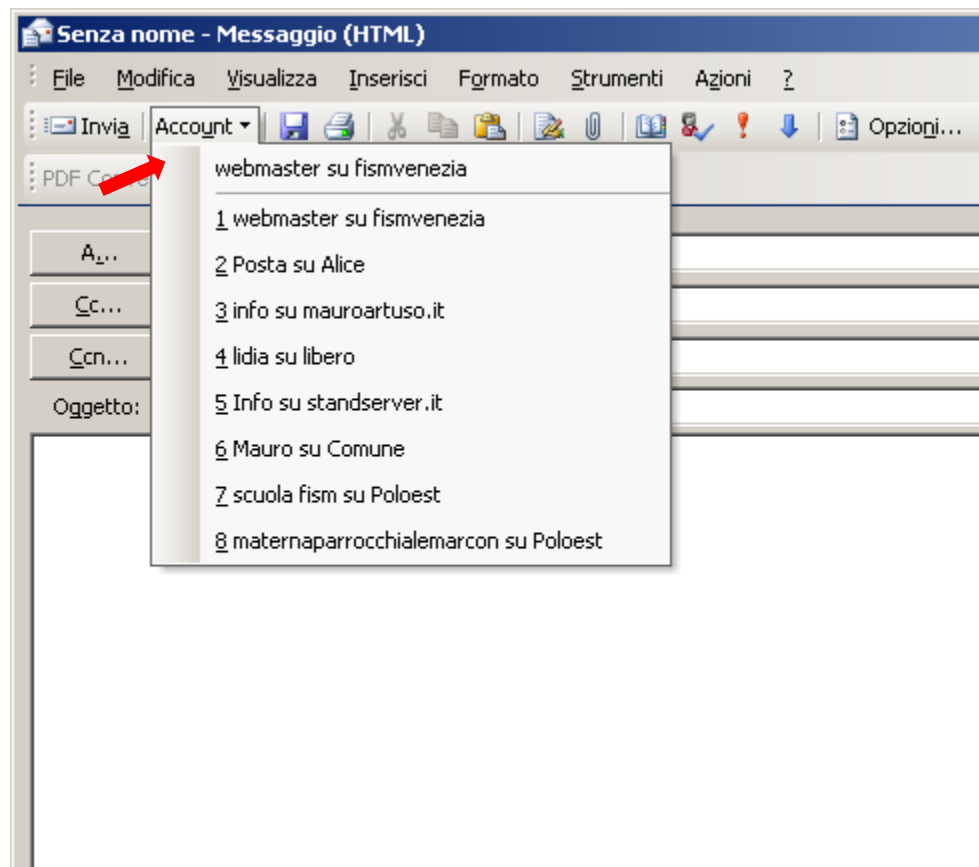 Senza nome - Messaggio (HTML)
File Modifica Visualizza Inserisci Formato Strumenti Azioni ?
Invia Account Opzioni...
PDF
webmaster su fismvenezia
1 webmaster su fismvenezia
A...
2 Posta su Alice
Cc...
3 info su mauroartuso.it
Ccn...
4 lidia su libero
Oggetto:
5 Info su standserver.it
6 Mauro su Comune
7 scuola fism su Poloest
8 maternaparrocchialemarcon su Poloest